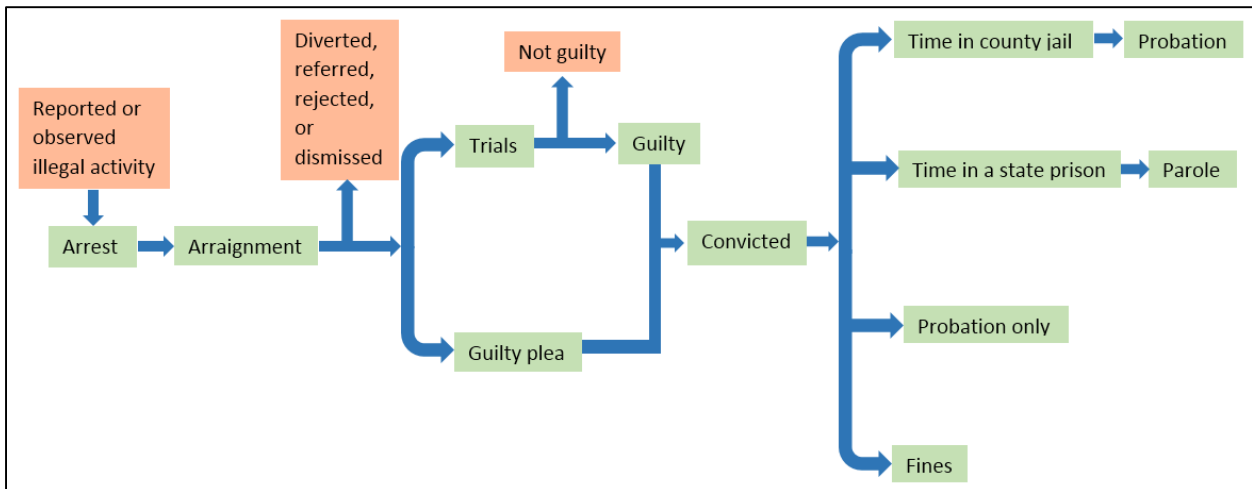 Reported or
observed
illegal activity
Arrest
Arraignment
Diverted,
referred,
rejected,
or
dismissed
Trials
Not guilty
Guilty
Guilty plea
Convicted
Time in county jail
Probation
Time in a state prison
Parole
Probation only
Fines